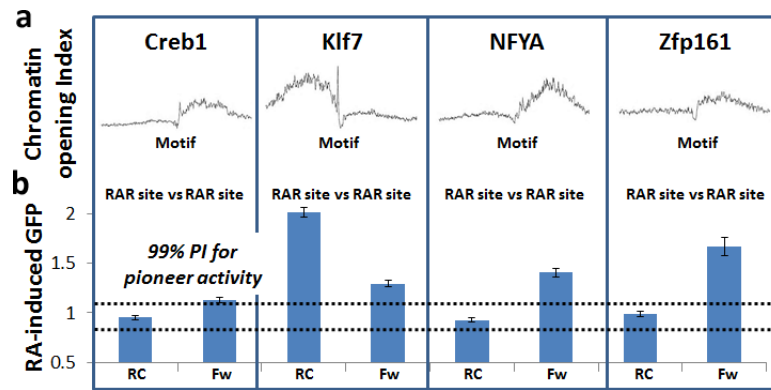 a
Creb1
Klf7
NFYA
Zfp161
Chromatin
opening Index
Motif
Motif
Motif
Motif
b
RA-induced GFP
RAR site vs RAR site
RAR site vs RAR site
RAR site vs RAR site
RAR site vs RAR site
2
1.5
1
0.5
99% PI for
pioneer activity
RC
Fw
RC
Fw
RC
Fw
RC
Fw